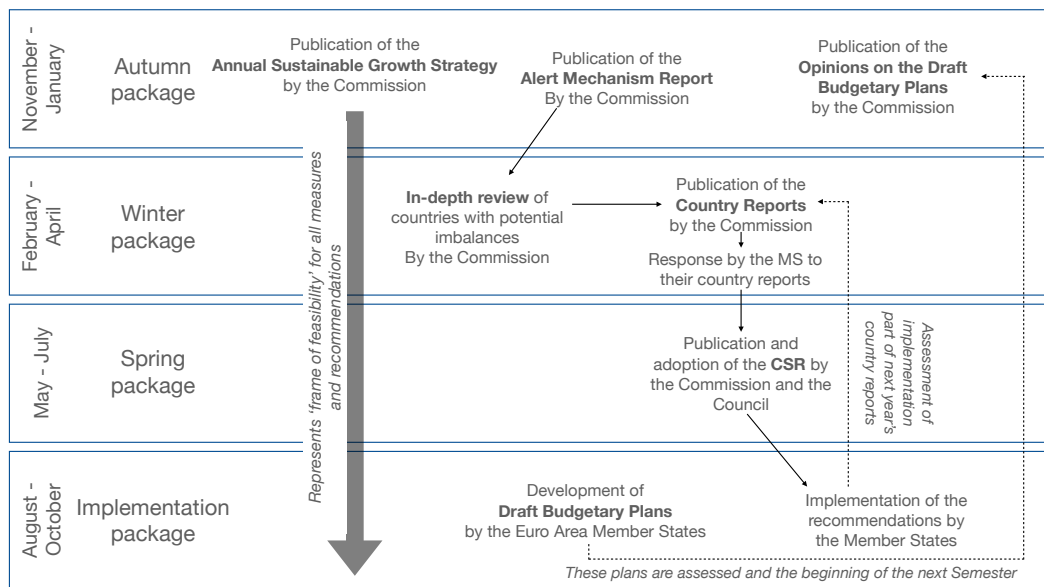 November -
January
Autumn
package
Publication of the
Annual Sustainable Growth Strategy
by the Commission
Publication of the
Alert Mechanism Report
By the Commission
Publication of the
Opinions on the Draft
Budgetary Plans
by the Commission
Represents 'frame of feasibility' for all measures
and recommendations
February -
April
Winter
package
In-depth review of
countries with potential
imbalances
By the Commission
Publication of the
Country Reports
by the Commission
Response by the MS to
their country reports
May - July
Spring
package
Publication and
adoption of the CSR by
the Commission and the
Council
Assessment of
implementation
part of next year's
country reports
August -
October
Implementation
package
Development of
Draft Budgetary Plans
by the Euro Area Member States
Implementation of the
recommendations by
the Member States
These plans are assessed and the beginning of the next Semester